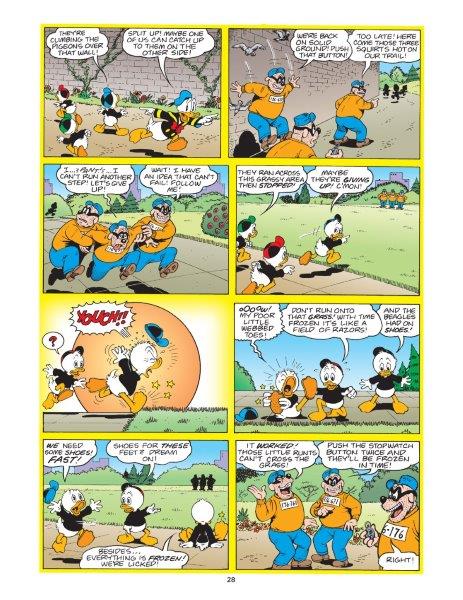 THEY'RE
CLIMBING THE
PIGEONS OVER
THAT WALL!
SPLIT UP! MAYBE ONE
OF US CAN CATCH UP
TO THEM ON THE
OTHER SIDE!
WE'RE BACK
ON SOLID
GROUND! PUSH
THAT BUTTON!
TOO LATE! HERE
COME THOSE THREE
SQUIRTS HOT ON
OUR TRAIL!
I...?PANT!... I
CAN'T RUN ANOTHER
STEP! LET'S GIVE
UP!
WAIT! I HAVE
AN IDEA THAT CAN'T
FAIL! FOLLOW
ME!
THEY RAN ACROSS
THIS GRASSY AREA
THEN STOPPED!
MAYBE
THEY'RE GIVING
UP! C'MON!
?
YOUCH!!
OOOOW!
MY POOR
LITTLE
WEBBED
TOES!
DON'T RUN ONTO
THAT GRASS! WITH TIME
FROZEN IT'S LIKE A
FIELD OF RAZORS!
AND THE
BEAGLES
HAD ON
SHOES!
WE NEED
SOME SHOES!
FAST!
SHOES FOR THESE
FEET? DREAM
ON!
BESIDES...
EVERYTHING IS FROZEN!
WE'RE LICKED!
IT WORKED!
THOSE LITTLE RUNTS
CAN'T CROSS THE
GRASS!
PUSH THE STOPWATCH
BUTTON TWICE AND
THEY'LL BE FROZEN
IN TIME!
176-761
176-671
6-176
RIGHT!
28